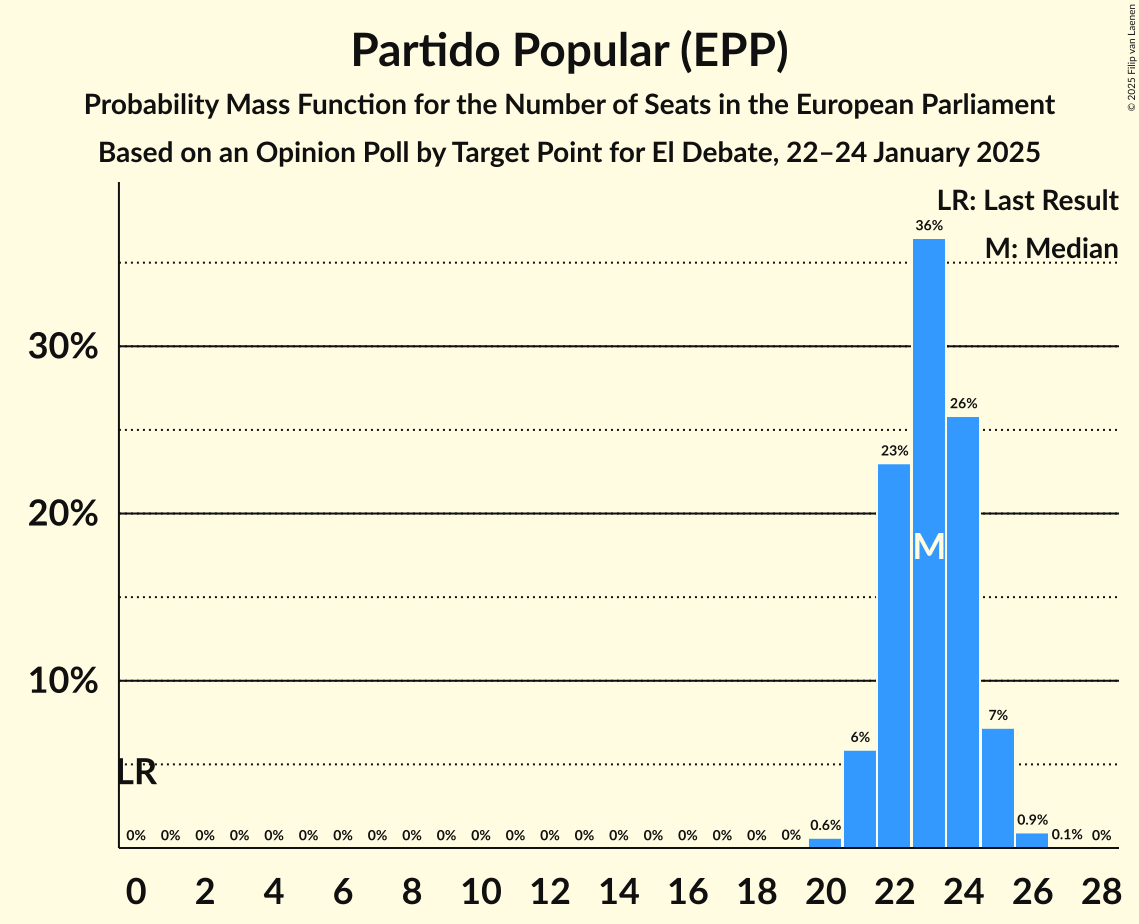 Partido Popular (EPP)
Probability Mass Function for the Number of Seats in the European Parliament
Based on an Opinion Poll by Target Point for El Debate, 22–24 January 2025
© 2025 Filip van Laenen
LR: Last Result
M: Median
30%
20%
10%
LR
M
0% 0% 0% 0% 0% 0% 0% 0% 0% 0% 0% 0% 0% 0% 0% 0% 0% 0% 0% 0% 0.6% 6% 23% 36% 26% 7% 0.9% 0.1% 0%
0 2 4 6 8 10 12 14 16 18 20 22 24 26 28